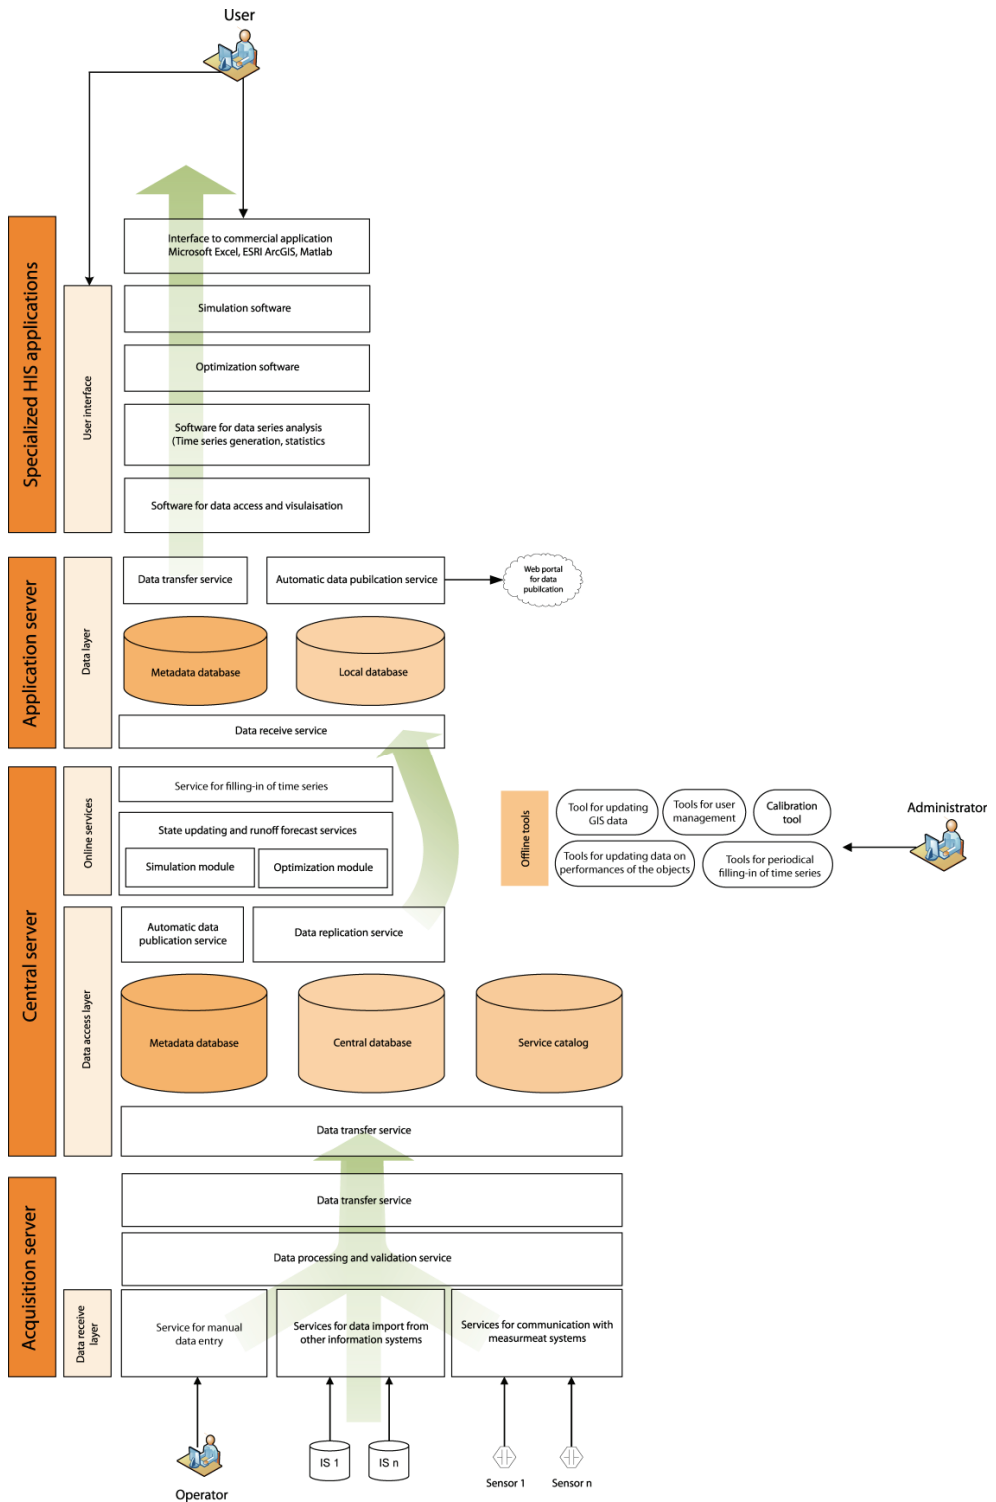 User
Specialized HIS applications
User interface
Interface to commercial application
Microsoft Excel, ESRI ArcGIS, Matlab
Simulation software
Optimization software
Software for data series analysis
(Time series generation, statistics
Software for data access and visulaisation
Application server
Data layer
Data transfer service
Automatic data pubilcation service
Web portal
for data
pubilcation
Metadata database
Local database
Data receive service
Central server
Online services
Service for filling-in of time series
State updating and runoff forecast services
Simulation module
Optimization module
Offline tools
Tool for updating
GIS data
Tools for user
management
Calibration
tool
Tools for updating data on
performances of the objects
Tools for periodical
filling-in of time series
Administrator
Data access layer
Automatic data
publication service
Data replication service
Metadata database
Central database
Service catalog
Data transfer service
Acquisition server
Data transfer service
Data processing and validation service
Data receive
layer
Service for manual
data entry
Services for data import from
other information systems
Services for communication with
measurmeat systems
IS 1
IS n
Sensor 1
Sensor n
Operator